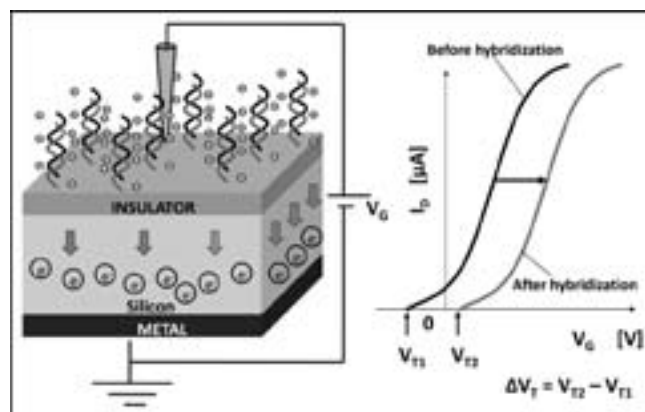 INSULATOR
Silicon
METAL
V_G
Before hybridization
I_D [µA]
After hybridization
0
V_G [V]
V_T1
V_T2
ΔV_T = V_T2 − V_T1